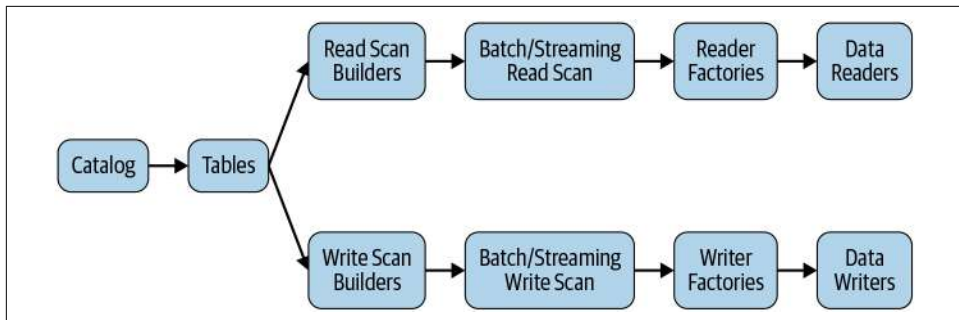 Catalog
Tables
Read Scan
Builders
Batch/Streaming
Read Scan
Reader
Factories
Data
Readers
Write Scan
Builders
Batch/Streaming
Write Scan
Writer
Factories
Data
Writers